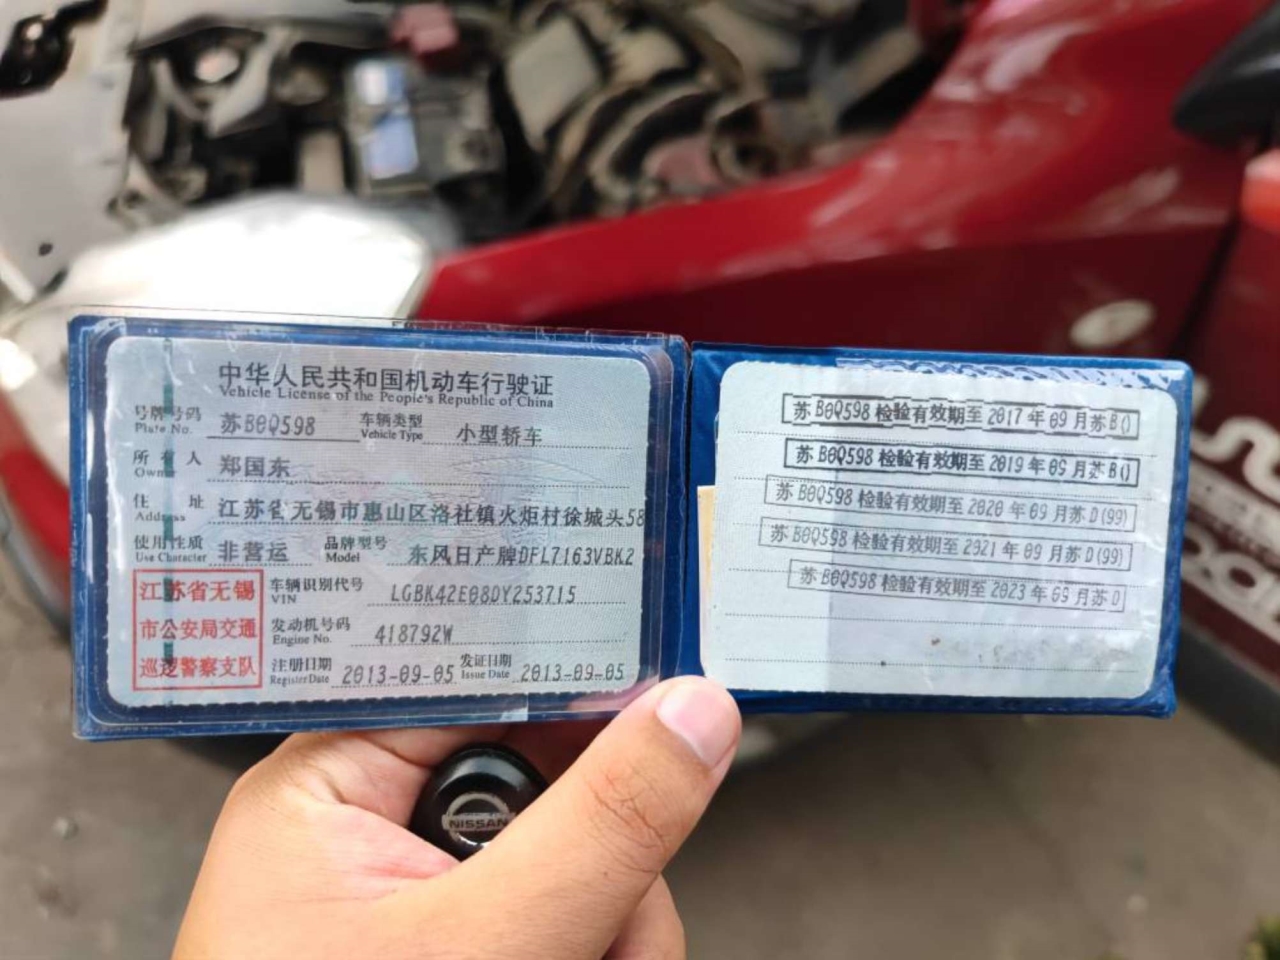 中华人民共和国机动车行驶证
Vehicle License of the People's Republic of China
号牌号码 苏B0Q598 车辆类型 小型轿车
Plate No. Vehicle Type
所有人 郑国东
Owner
住址 江苏省无锡市惠山区洛社镇火炬村徐城头58
Address
使用性质 非营运 品牌型号 东风日产牌DFL7163VBK2
Use Character Model
江苏省无锡
市公安局交通
巡逻警察支队
车辆识别代号 LGBK42E08DY253715
VIN
发动机号码 418792W
Engine No.
注册日期 2013-09-05 发证日期 2013-09-05
Register Date Issue Date
苏B0Q598 检验有效期至 2017年09月苏B()
苏B0Q598 检验有效期至 2019年09月苏B()
苏B0Q598 检验有效期至 2020年09月苏D(99)
苏B0Q598 检验有效期至 2021年09月苏D(99)
苏B0Q598 检验有效期至 2023年09月苏D
NISSAN